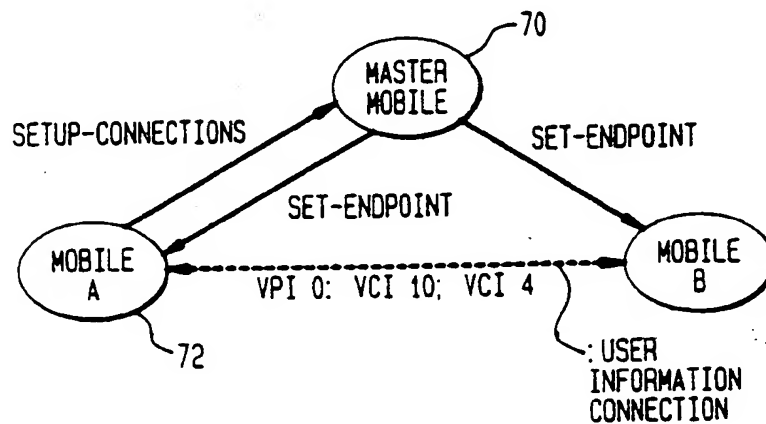 70
MASTER
MOBILE
SETUP-CONNECTIONS
SET-ENDPOINT
SET-ENDPOINT
MOBILE
A
MOBILE
B
VPI 0: VCI 10; VCI 4
72
: USER
INFORMATION
CONNECTION